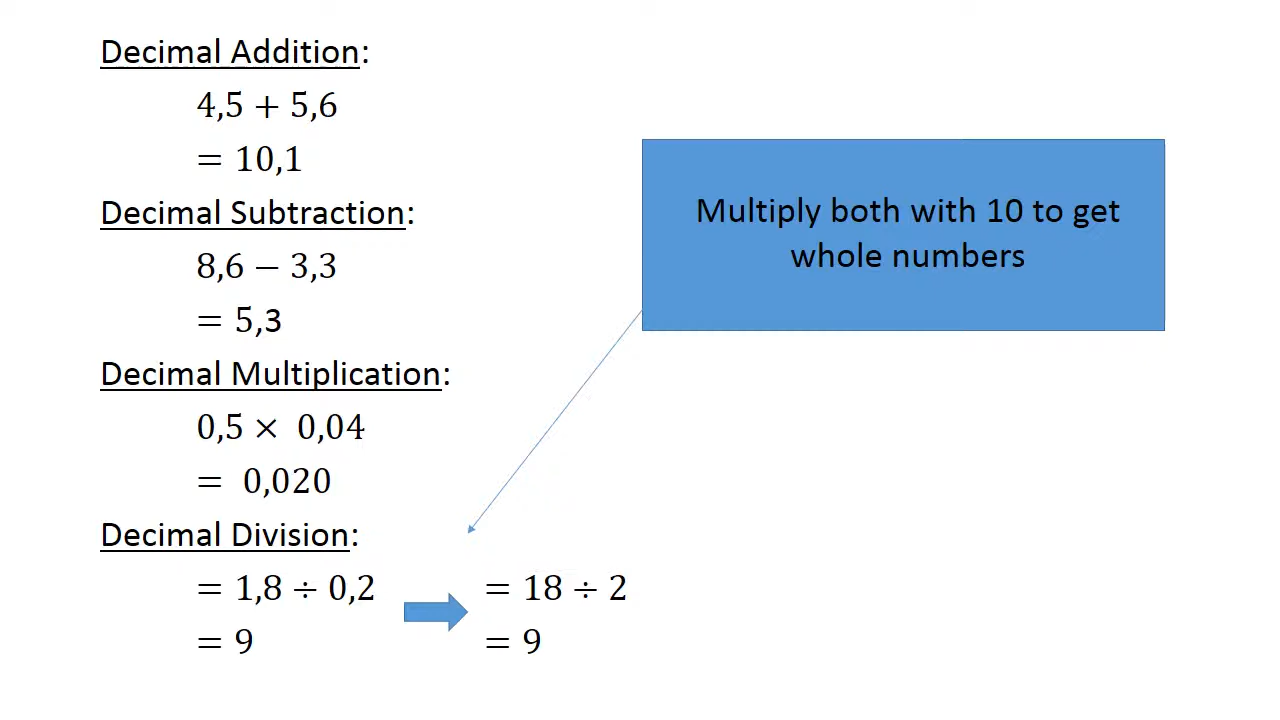 Decimal Addition:
4,5 + 5,6
= 10,1
Decimal Subtraction:
8,6 − 3,3
= 5,3
Decimal Multiplication:
0,5 × 0,04
= 0,020
Decimal Division:
= 1,8 ÷ 0,2
= 9
= 18 ÷ 2
= 9
Multiply both with 10 to get
whole numbers